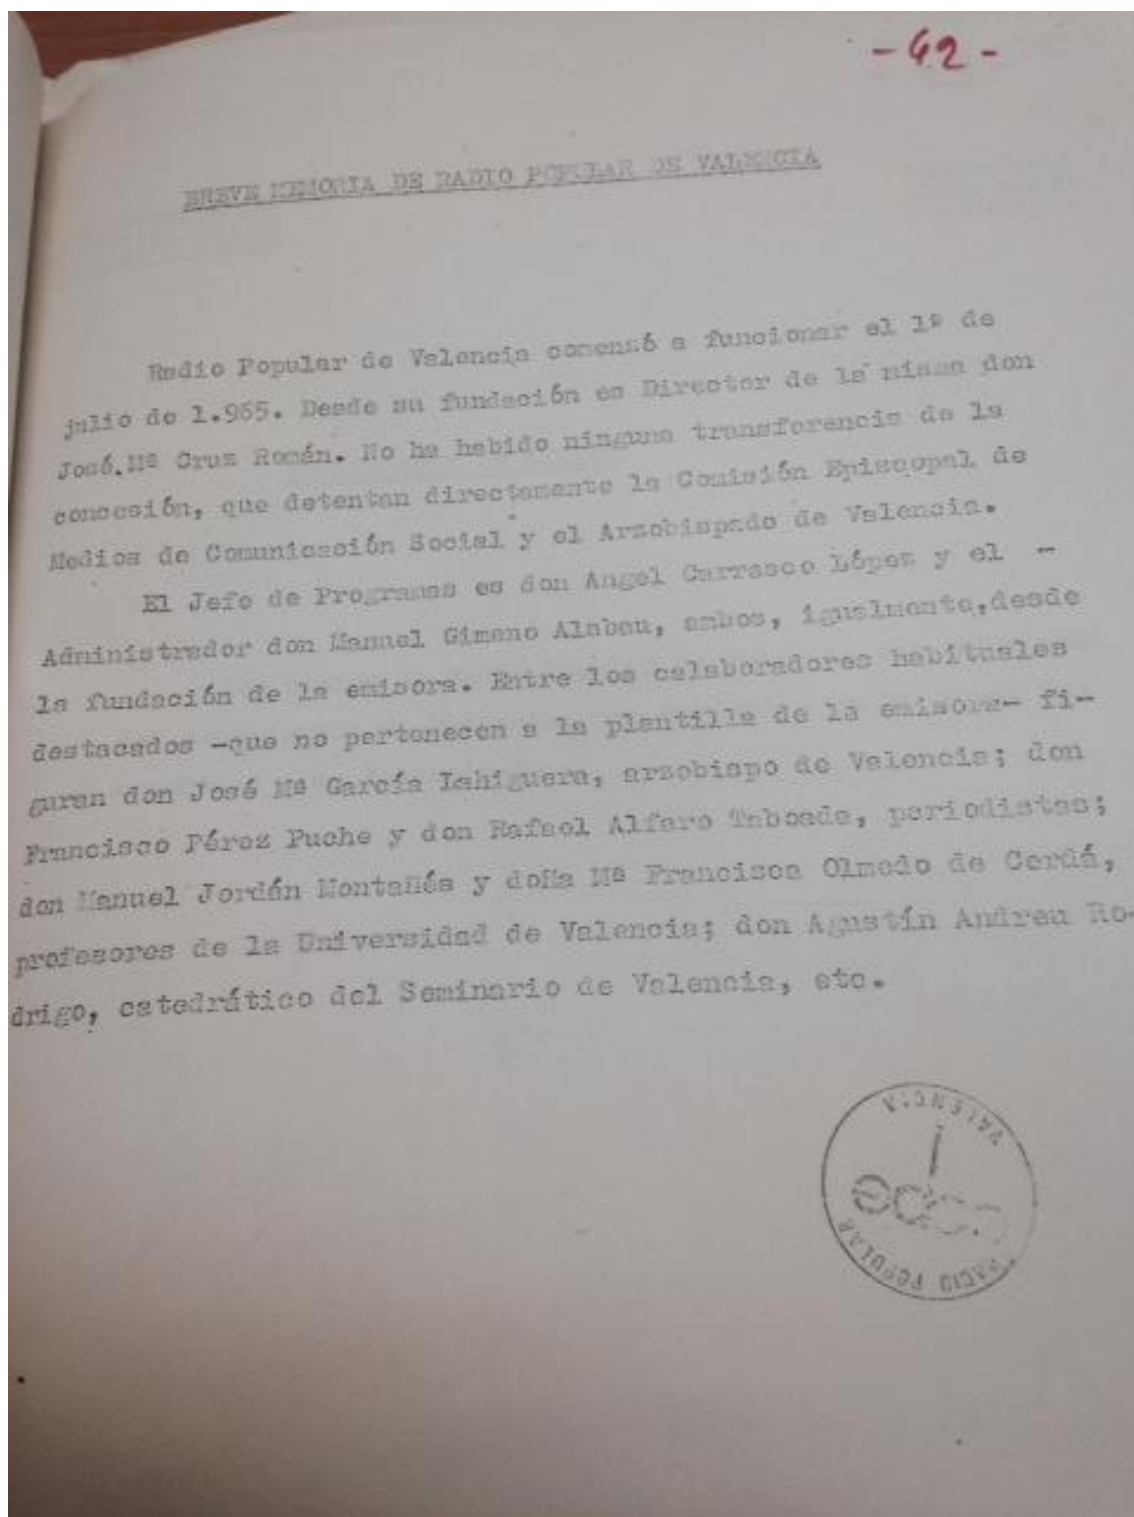 - 42 -
BREVE MEMORIA DE RADIO POPULAR DE VALENCIA
Radio Popular de Valencia comenzó a funcionar el 1º de
julio de 1.965. Desde su fundación es Director de la misma don
José.Mª Cruz Román. No ha habido ninguna transferencia de la
concesión, que detentan directamente la Comisión Episcopal de
Medios de Comunicación Social y el Arzobispado de Valencia.
El Jefe de Programas es don Angel Carrasco López y el -
Administrador don Manuel Gimeno Alabau, ambos, igualmente,desde
la fundación de la emisora. Entre los colaboradores habituales
destacados -que no pertenecen a la plantilla de la emisora- fi-
guran don José Mª García Lahiguera, arzobispo de Valencia; don
Francisco Pérez Puche y don Rafael Alfaro Taboada, periodistas;
don Manuel Jordán Montañés y doña Mª Francisca Olmedo de Cerdá,
profesores de la Universidad de Valencia; don Agustín Andreu Ro-
drigo, catedrático del Seminario de Valencia, etc.
VALENCIA
RADIO POPULAR